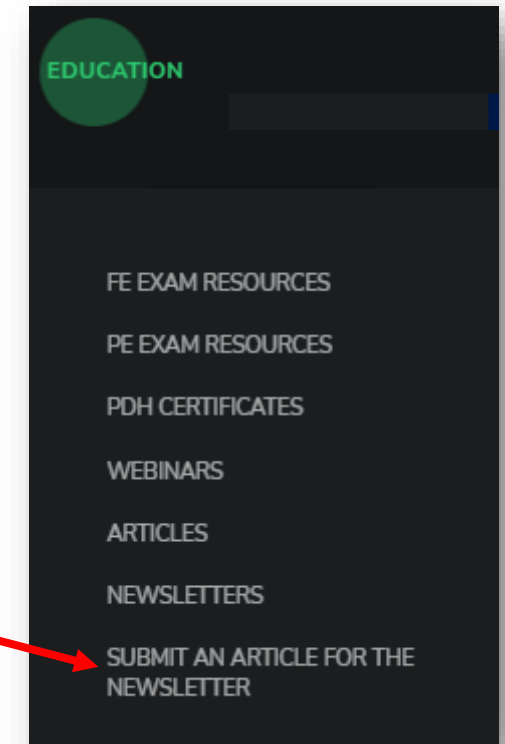 EDUCATION
FE EXAM RESOURCES
PE EXAM RESOURCES
PDH CERTIFICATES
WEBINARS
ARTICLES
NEWSLETTERS
SUBMIT AN ARTICLE FOR THE
NEWSLETTER